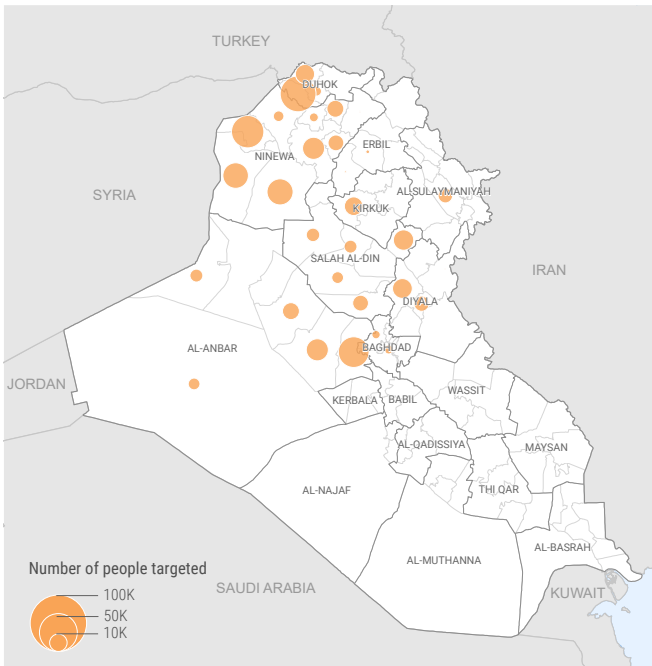 TURKEY
DUHOK
ERBIL
NINEWA
AL-SULAYMANIYAH
SYRIA
KIRKUK
SALAH AL-DIN
IRAN
DIYALA
AL-ANBAR
BAGHDAD
JORDAN
WASSIT
KERBALA
BABIL
AL-QADISSIYA
MAYSAN
AL-NAJAF
THI QAR
AL-BASRAH
AL-MUTHANNA
Number of people targeted
SAUDI ARABIA
KUWAIT
100K
50K
10K